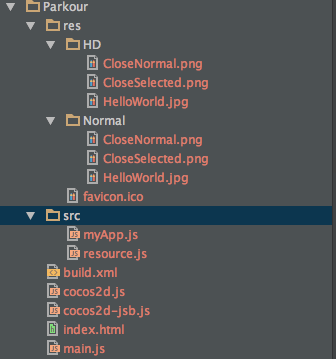 Parkour
res
HD
CloseNormal.png
CloseSelected.png
HelloWorld.jpg
Normal
CloseNormal.png
CloseSelected.png
HelloWorld.jpg
favicon.ico
src
myApp.js
resource.js
build.xml
cocos2d.js
cocos2d-jsb.js
index.html
main.js